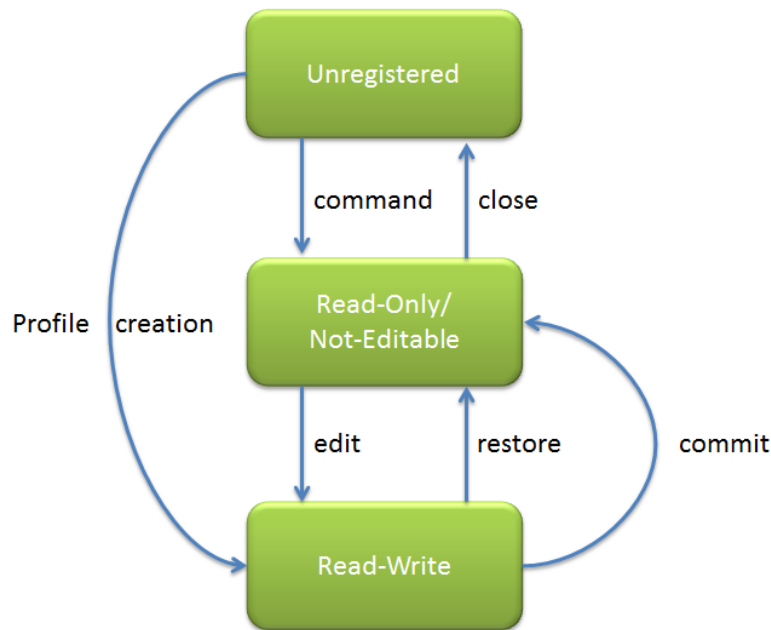 Unregistered
command
close
Profile creation
Read-Only/
Not-Editable
edit
restore
commit
Read-Write